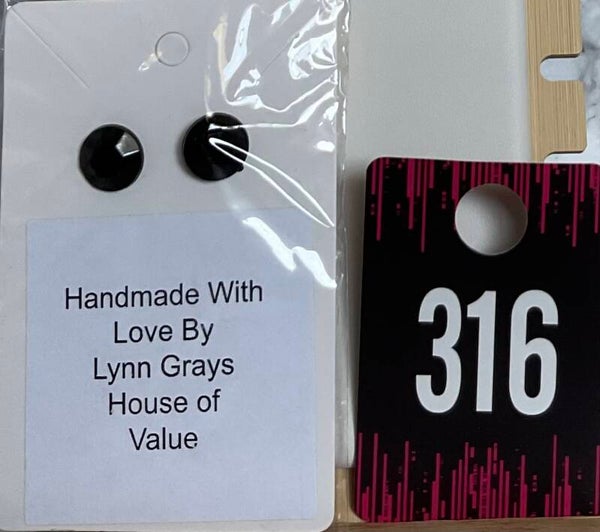 Handmade With
Love By
Lynn Grays
House of
Value
316